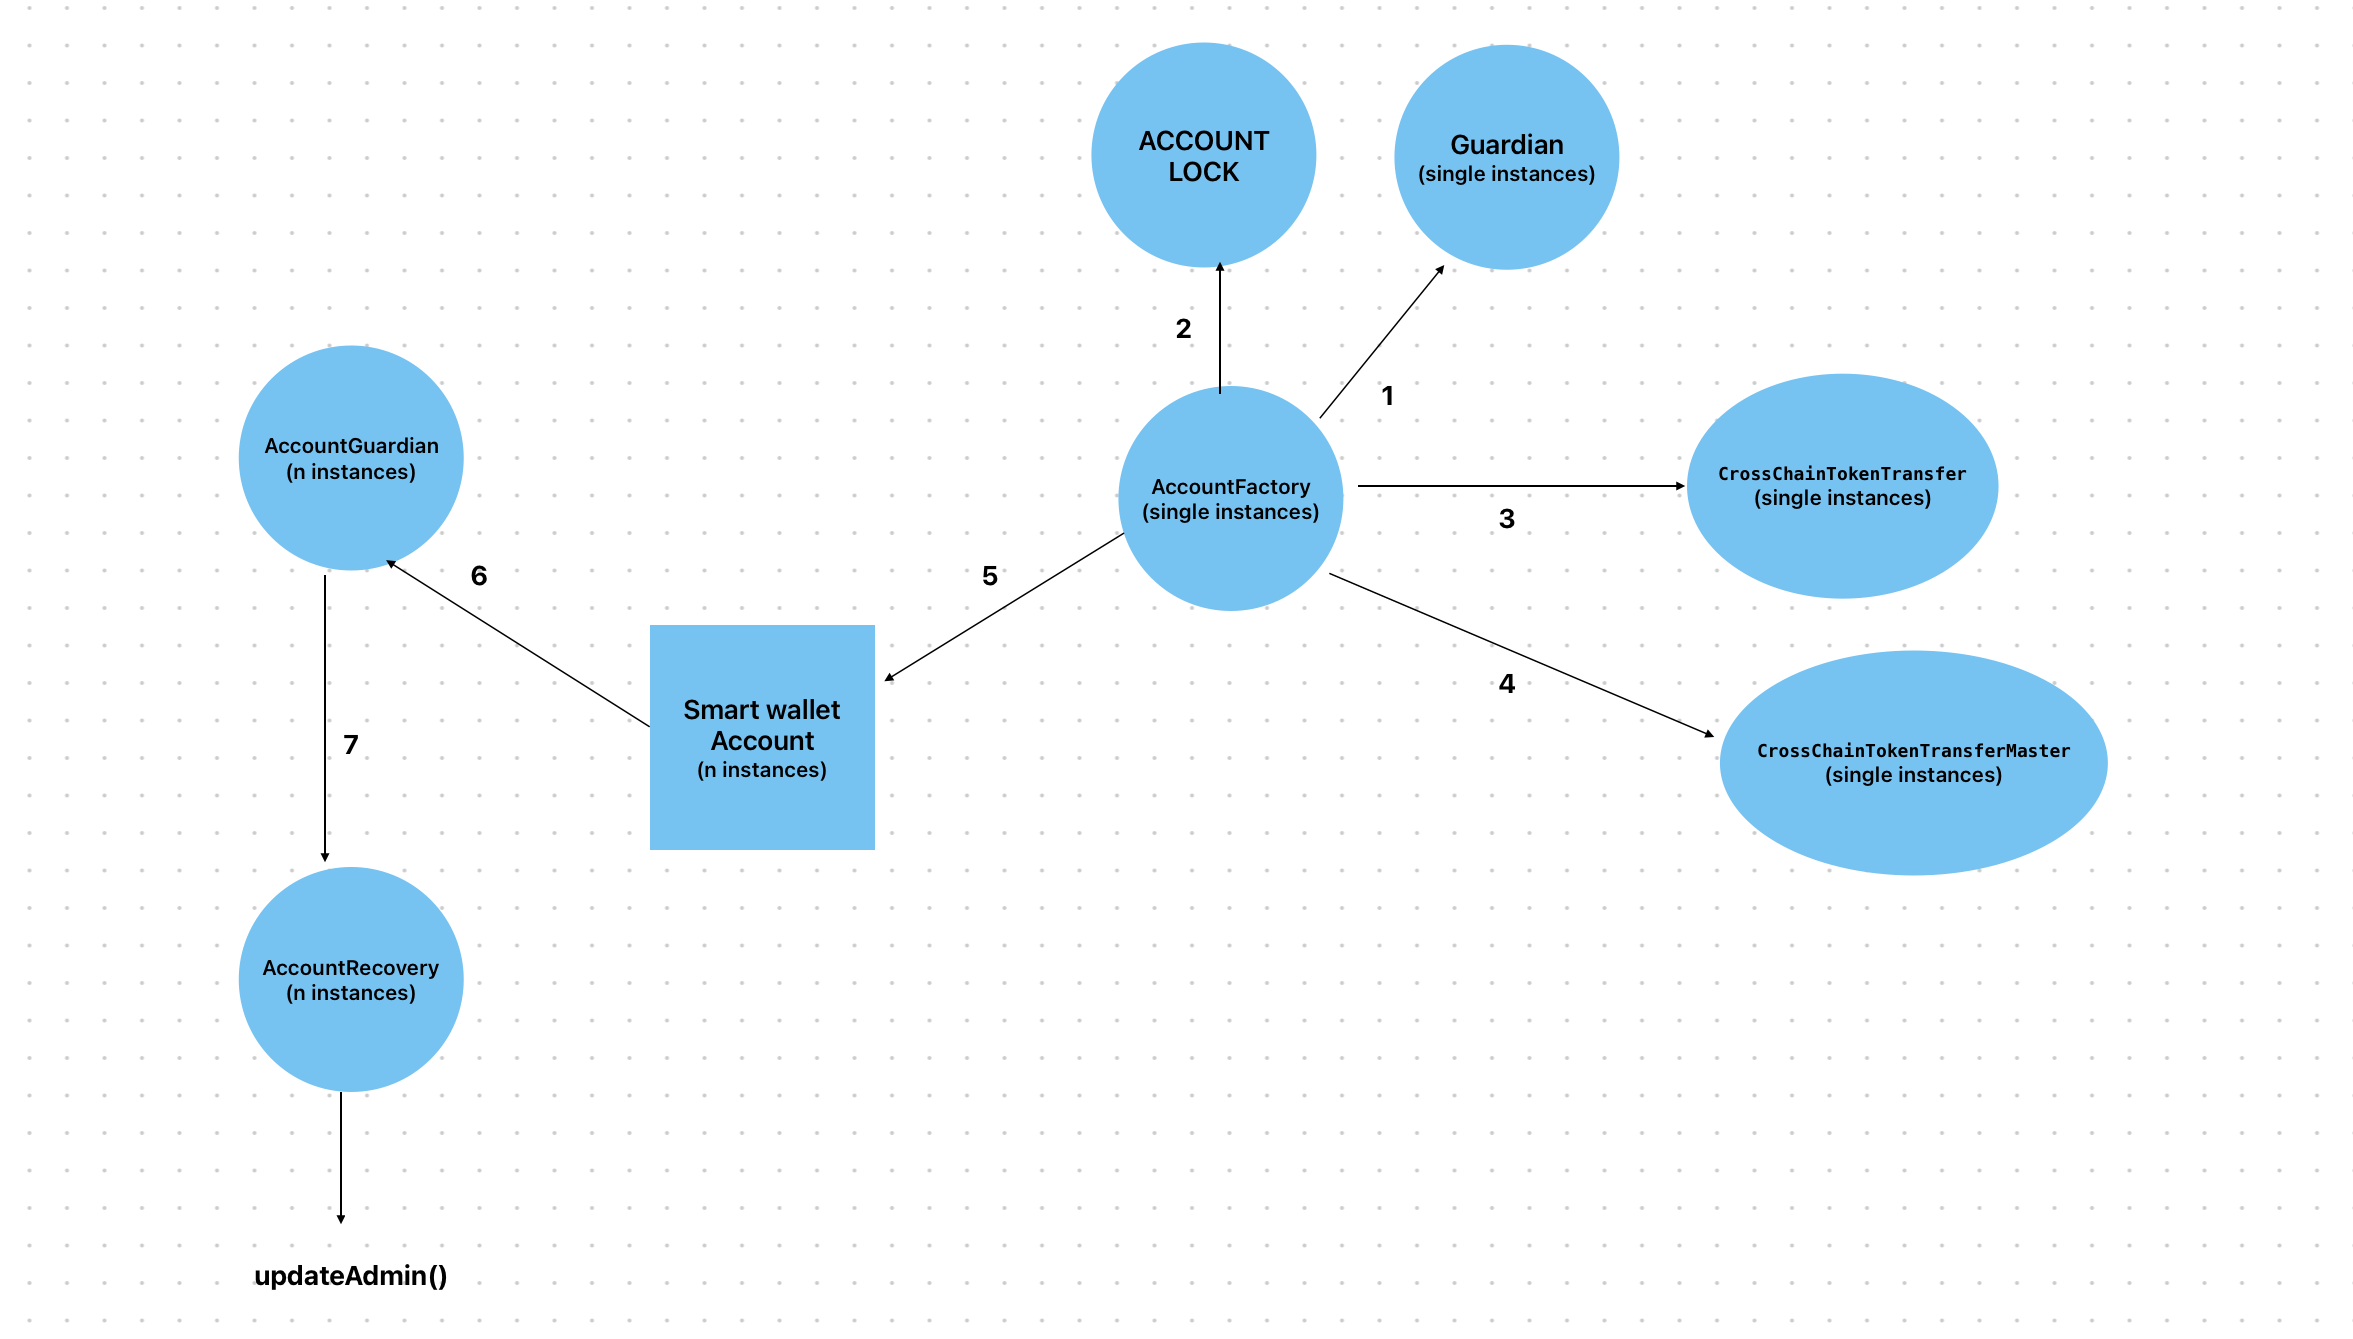 ACCOUNT
LOCK
Guardian
(single instances)
2
1
AccountGuardian
(n instances)
AccountFactory
(single instances)
CrossChainTokenTransfer
(single instances)
3
6
5
4
Smart wallet
Account
(n instances)
7
CrossChainTokenTransferMaster
(single instances)
AccountRecovery
(n instances)
updateAdmin()